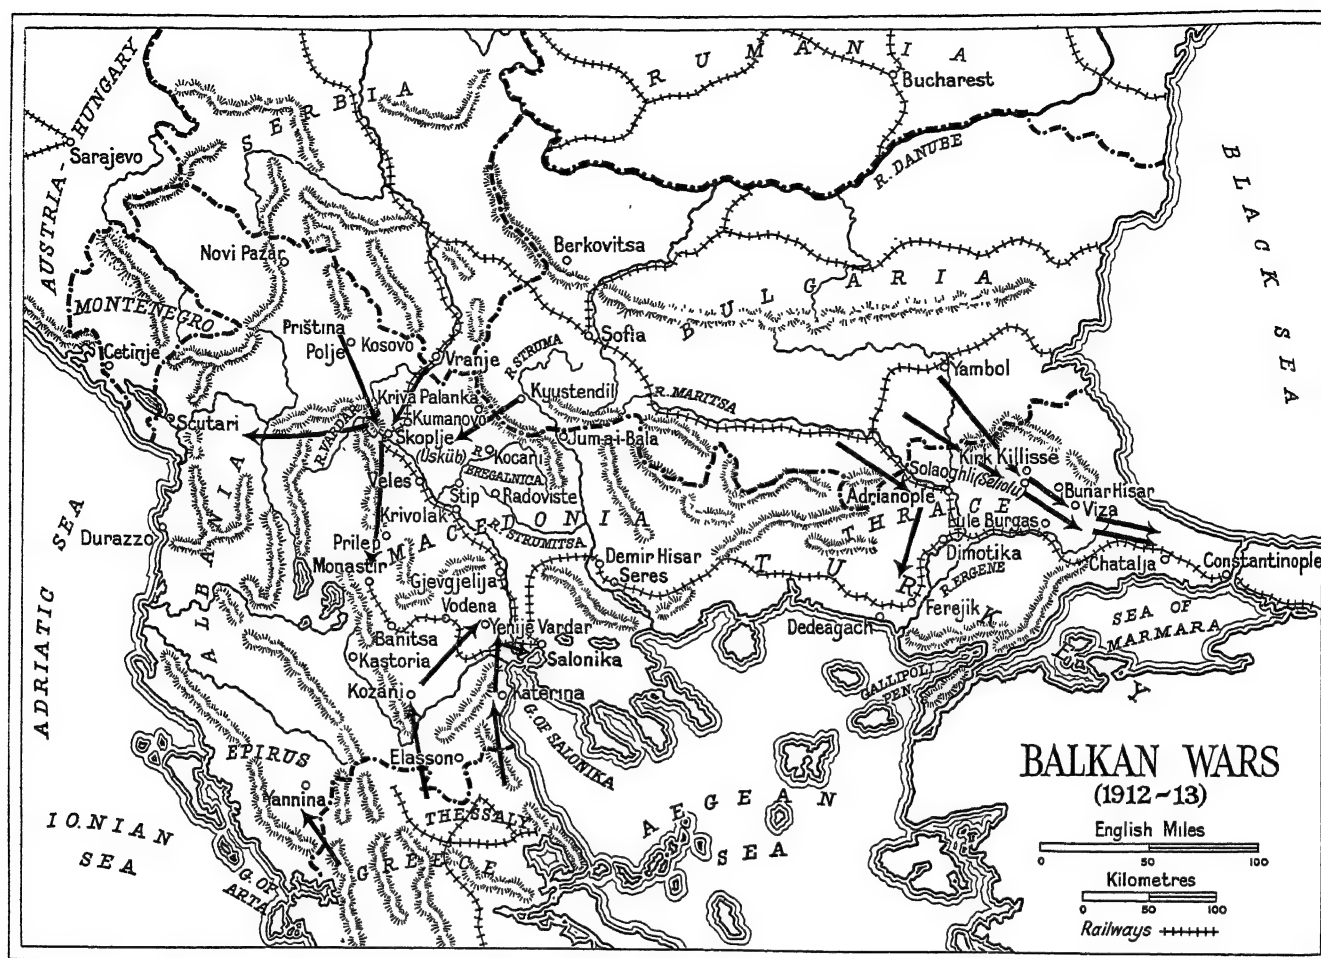 AUSTRIA-HUNGARY
Sarajevo
SERBIA
RUMANIA
Bucharest
R. DANUBE
BLACK SEA
Novi Pazar
Berkovitsa
BULGARIA
MONTENEGRO
Cetinje
Priština
Polje
Kosovo
Vranje
Sofia
R. STRUMA
Yambol
Kriva Palanka
Kumanovo
Kyustendil
R. MARITSA
Scutari
R. VARDAR
Skoplje
(Usküb)
Jum-a-i-Bala
Kirk Killisse
Solaoghli (Seliolu)
R. BREGALNICA
Kočani
Veles
Štip
Radoviste
Adrianople
Bunar Hisar
Viza
ALBANIA
Krivolak
MACEDONIA
R. STRUMITSA
THRACE
Lule Burgas
ADRIATIC SEA
Durazzo
Prilep
Monastir
Gjevgjelija
Demir Hisar
Seres
TURKEY
Dimotika
R. ERGENE
Chatalja
Constantinople
Vodena
Banitsa
Yenije Vardar
Dedeagach
Ferejik
SEA OF MARMARA
Kastoria
Salonika
Kozani
Katerina
GALLIPOLI PEN.
G. OF SALONIKA
EPIRUS
Elasson
Yannina
THESSALY
AEGEAN SEA
IONIAN SEA
GREECE
G. OF ARTA
BALKAN WARS
(1912~13)
English Miles
0 50 100
Kilometres
0 50 100
Railways